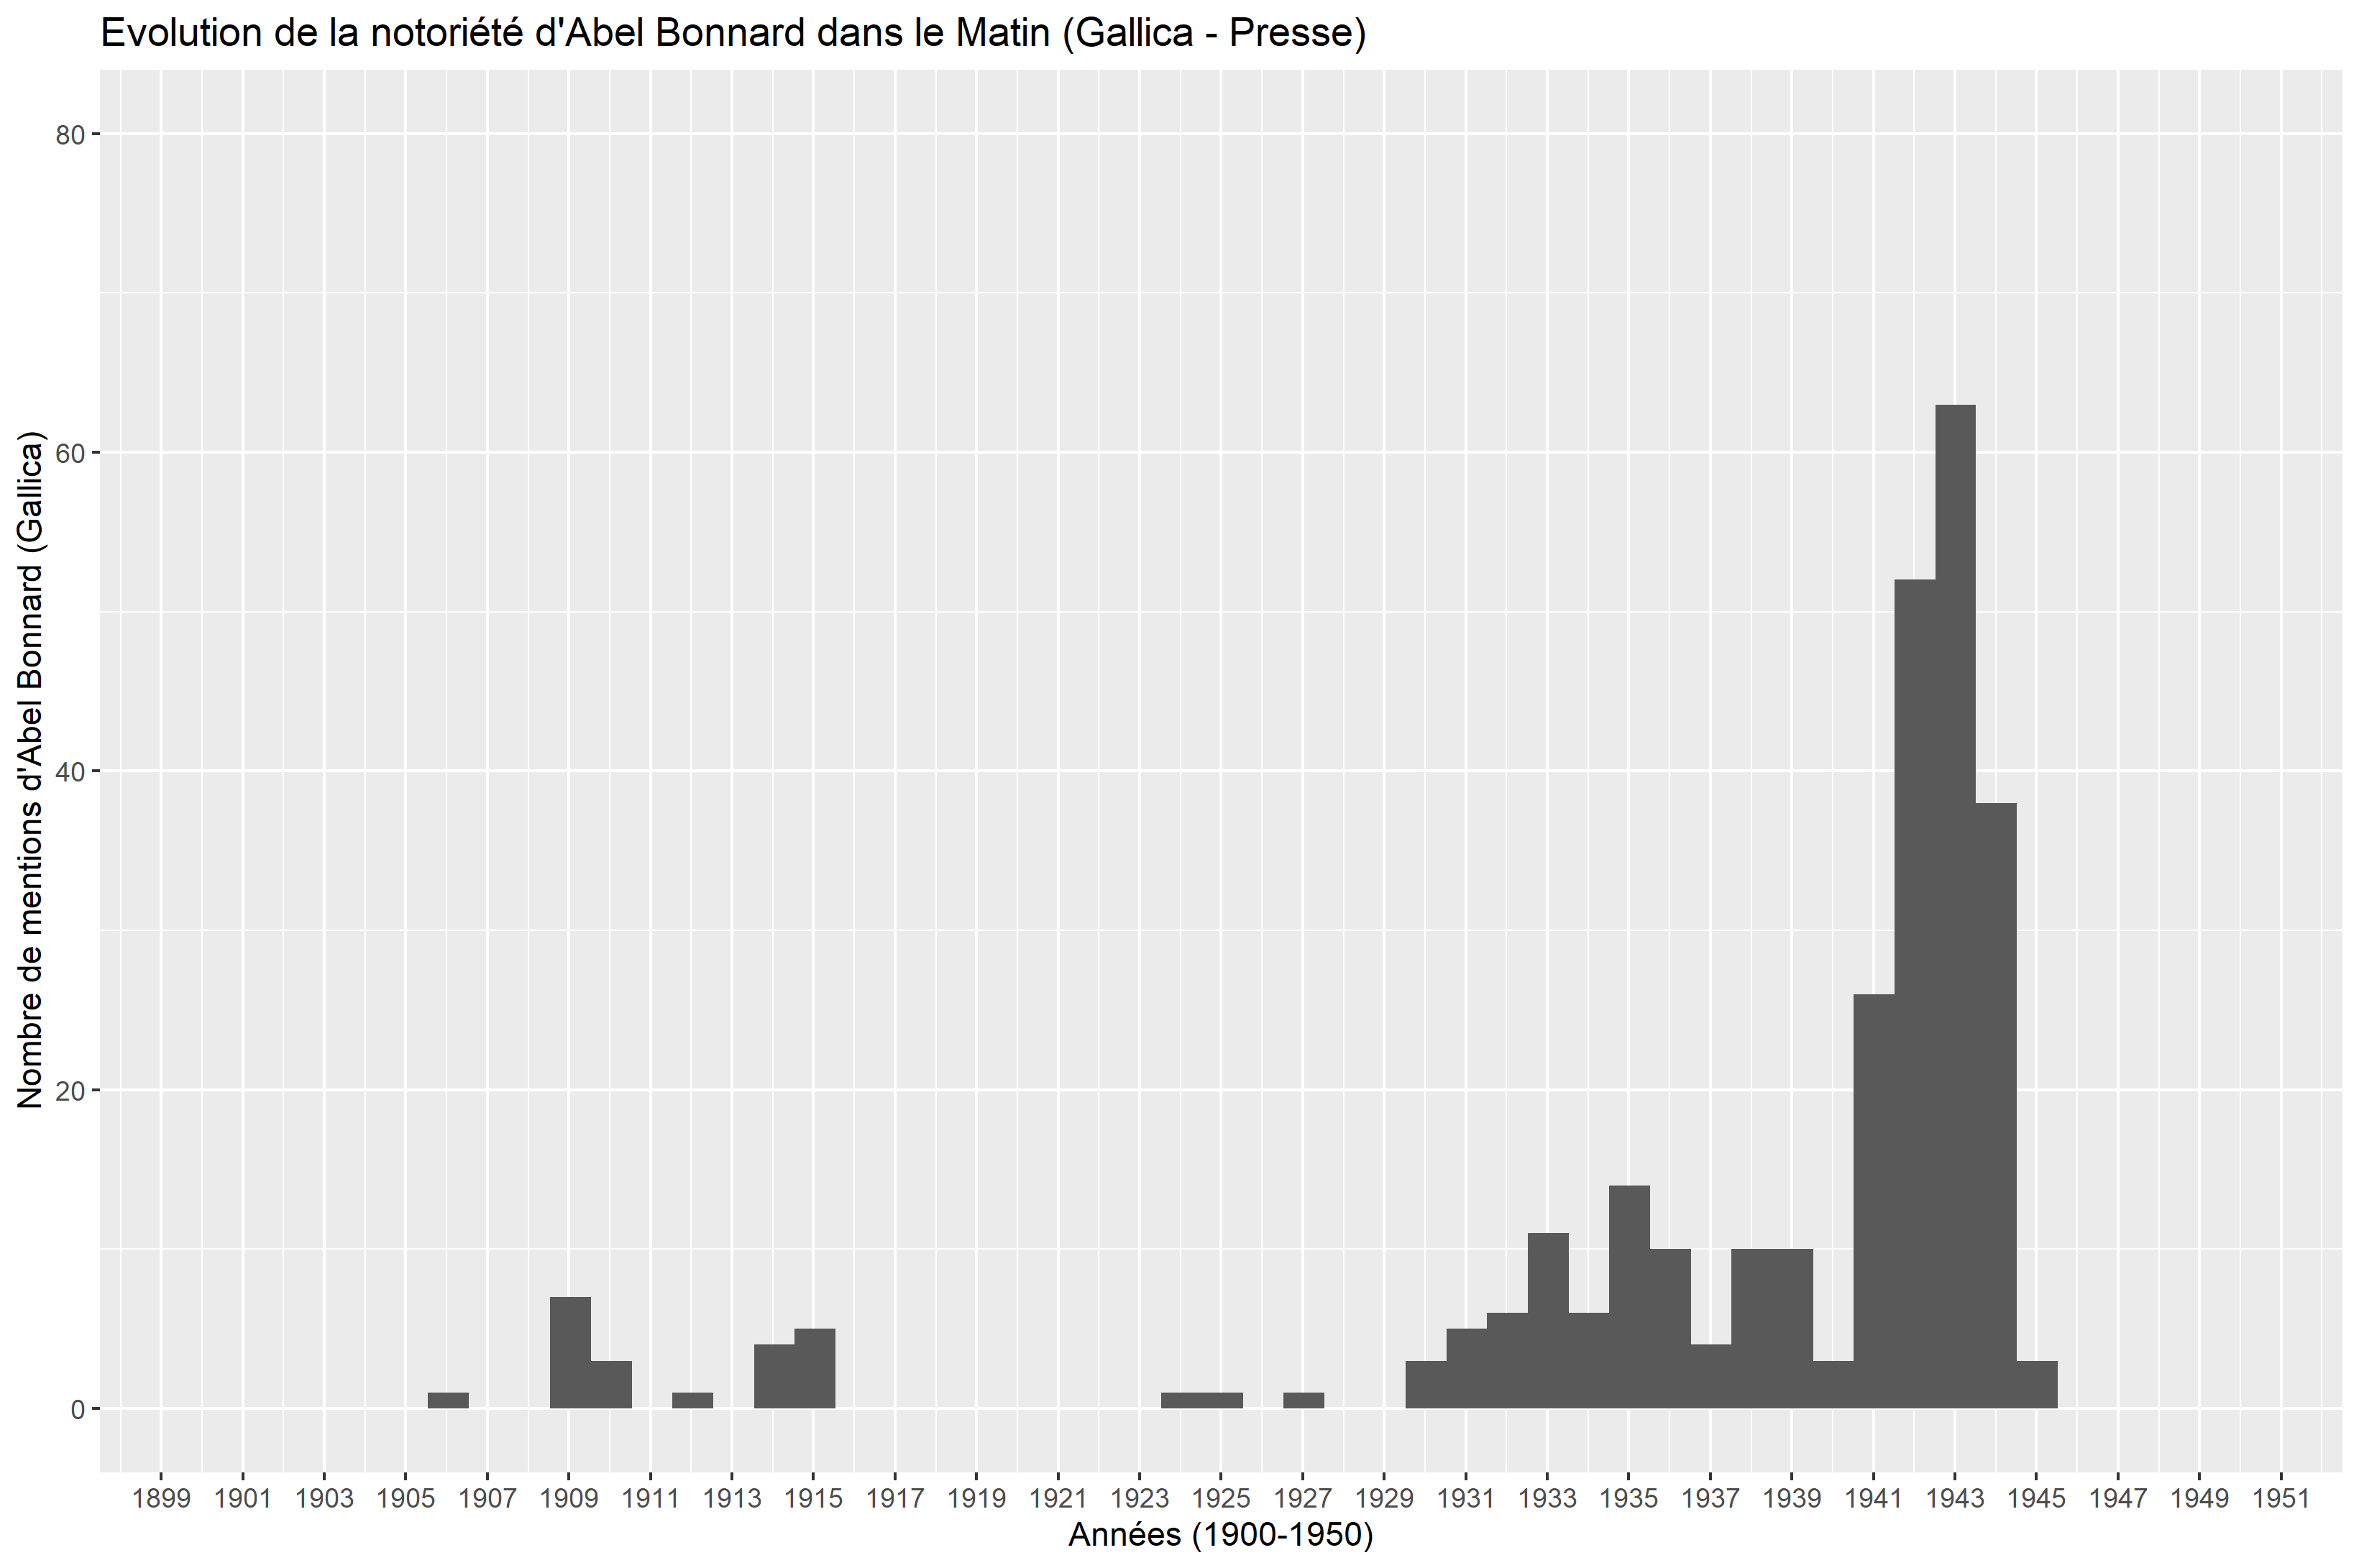 Evolution de la notoriété d'Abel Bonnard dans le Matin (Gallica - Presse)
Nombre de mentions d'Abel Bonnard (Gallica)
80
60
40
20
0
1899 1901 1903 1905 1907 1909 1911 1913 1915 1917 1919 1921 1923 1925 1927 1929 1931 1933 1935 1937 1939 1941 1943 1945 1947 1949 1951
Années (1900-1950)